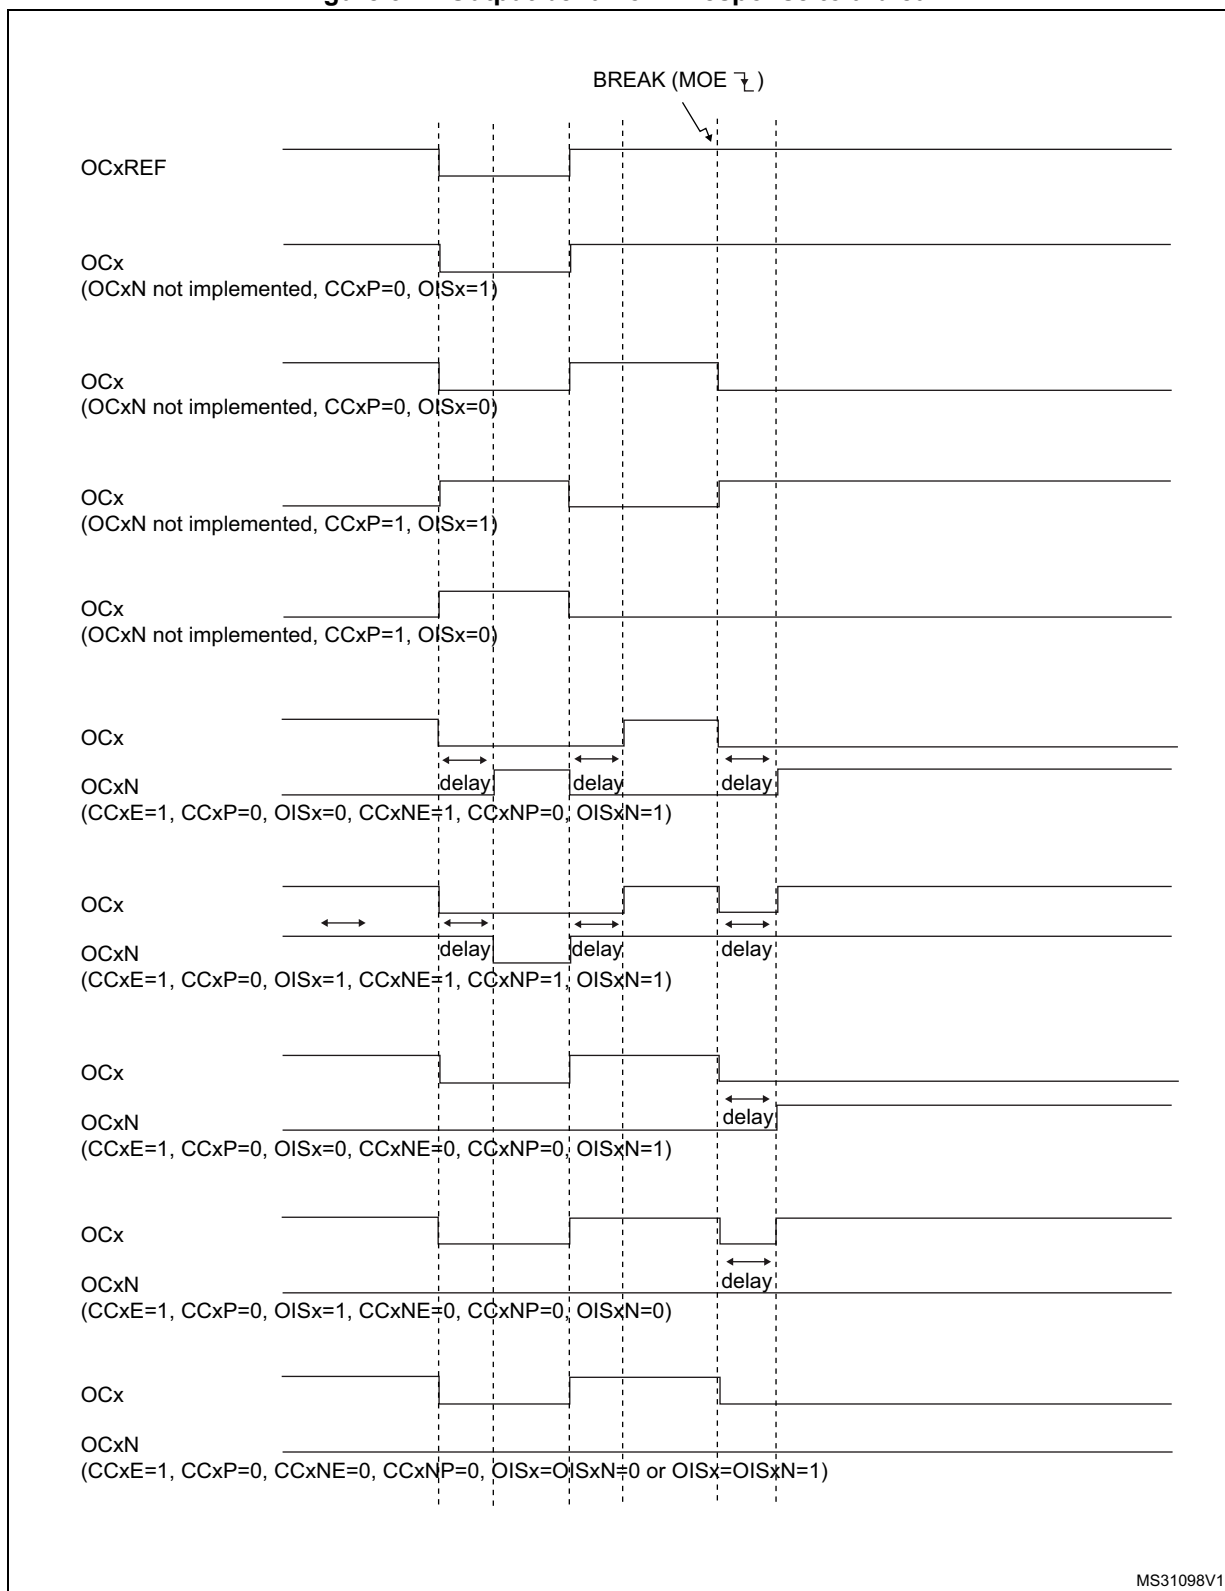 BREAK (MOE )
OCxREF
OCx
(OCxN not implemented, CCxP=0, OISx=1)
OCx
(OCxN not implemented, CCxP=0, OISx=0)
OCx
(OCxN not implemented, CCxP=1, OISx=1)
OCx
(OCxN not implemented, CCxP=1, OISx=0)
OCx
OCxN
delay delay delay
(CCxE=1, CCxP=0, OISx=0, CCxNE=1, CCxNP=0, OISxN=1)
OCx
OCxN
delay delay delay
(CCxE=1, CCxP=0, OISx=1, CCxNE=1, CCxNP=1, OISxN=1)
OCx
OCxN
delay
(CCxE=1, CCxP=0, OISx=0, CCxNE=0, CCxNP=0, OISxN=1)
OCx
OCxN
delay
(CCxE=1, CCxP=0, OISx=1, CCxNE=0, CCxNP=0, OISxN=0)
OCx
OCxN
(CCxE=1, CCxP=0, CCxNE=0, CCxNP=0, OISx=OISxN=0 or OISx=OISxN=1)
MS31098V1